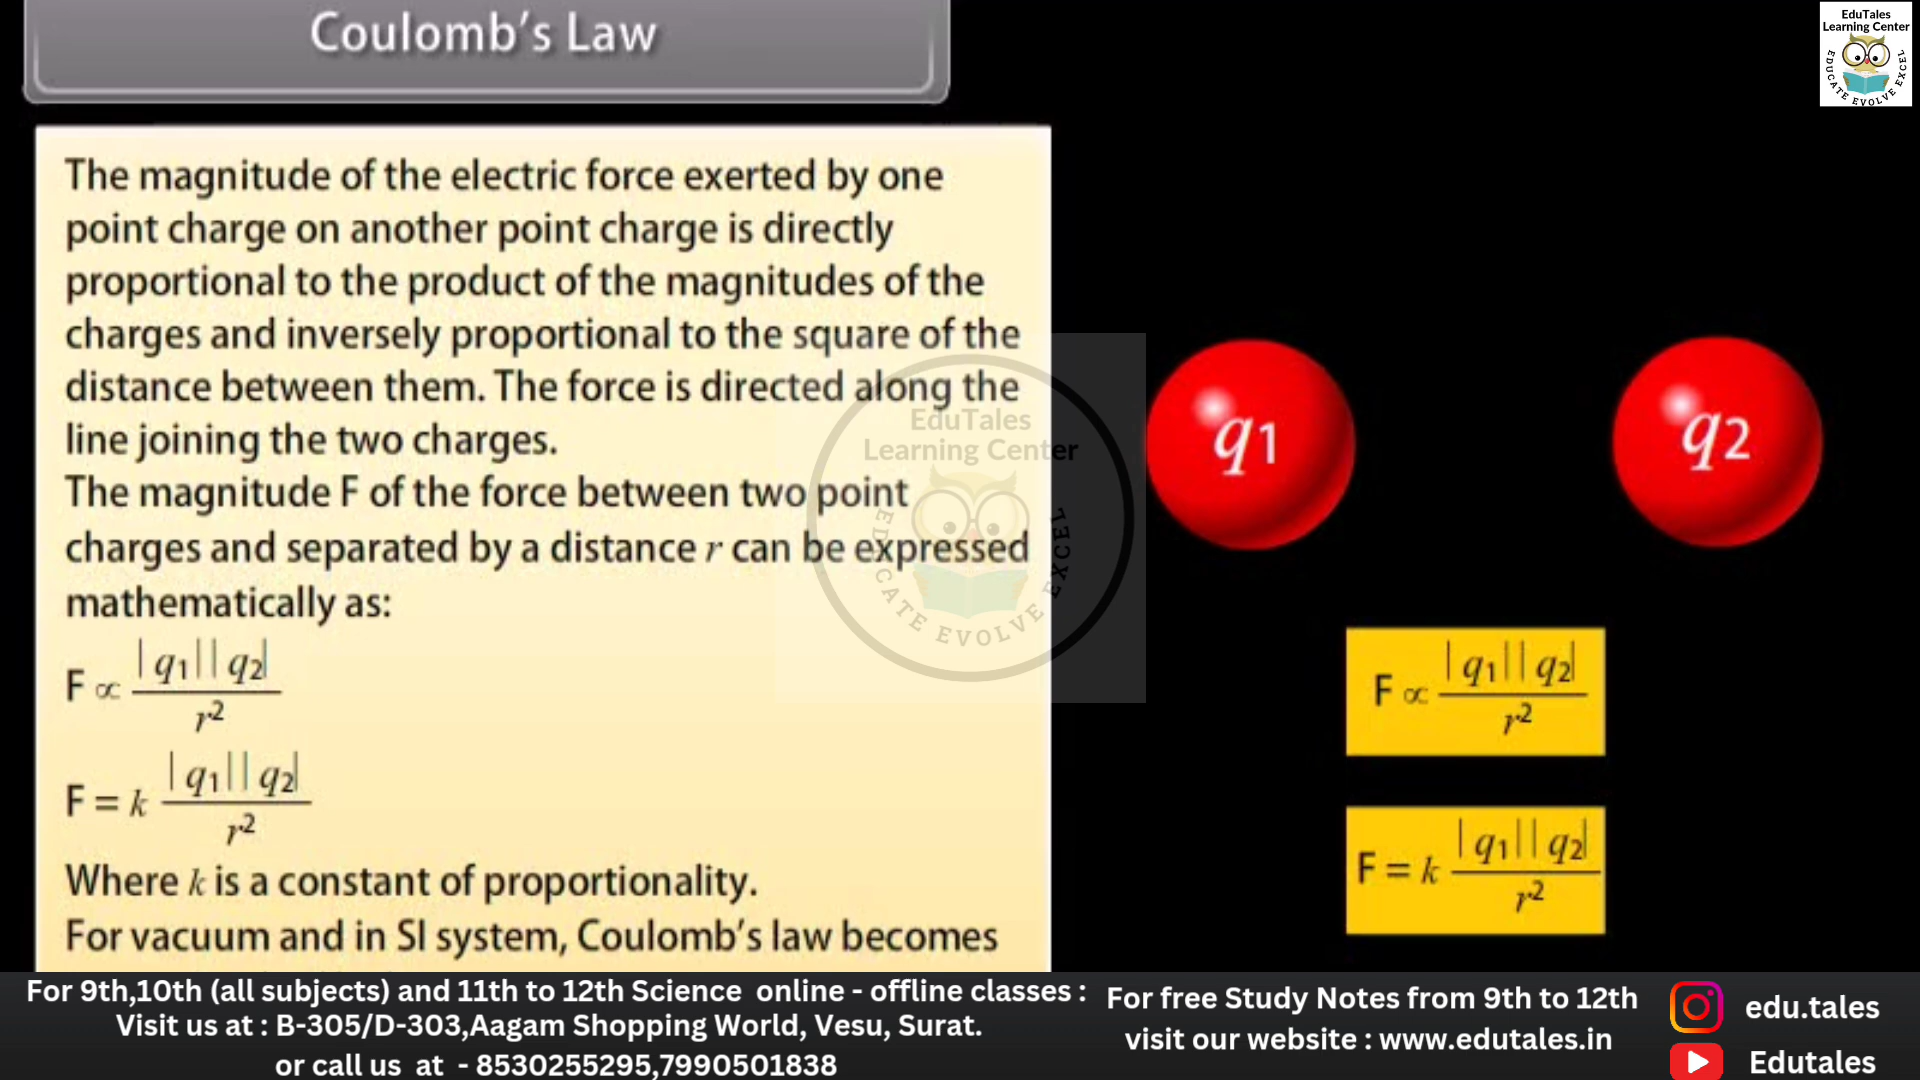 Coulomb's Law
EduTales
Learning Center
EDUCATE EVOLVE EXCEL
The magnitude of the electric force exerted by one
point charge on another point charge is directly
proportional to the product of the magnitudes of the
charges and inversely proportional to the square of the
distance between them. The force is directed along the
line joining the two charges.
The magnitude F of the force between two point
charges and separated by a distance r can be expressed
mathematically as:
F ∝ |q1||q2| / r²
F = k |q1||q2| / r²
Where k is a constant of proportionality.
For vacuum and in SI system, Coulomb's law becomes
EduTales
Learning Center
EDUCATE EVOLVE EXCEL
q1
q2
F ∝ |q1||q2| / r²
F = k |q1||q2| / r²
For 9th,10th (all subjects) and 11th to 12th Science online - offline classes :
Visit us at : B-305/D-303,Aagam Shopping World, Vesu, Surat.
or call us at - 8530255295,7990501838
For free Study Notes from 9th to 12th
visit our website : www.edutales.in
edu.tales
Edutales